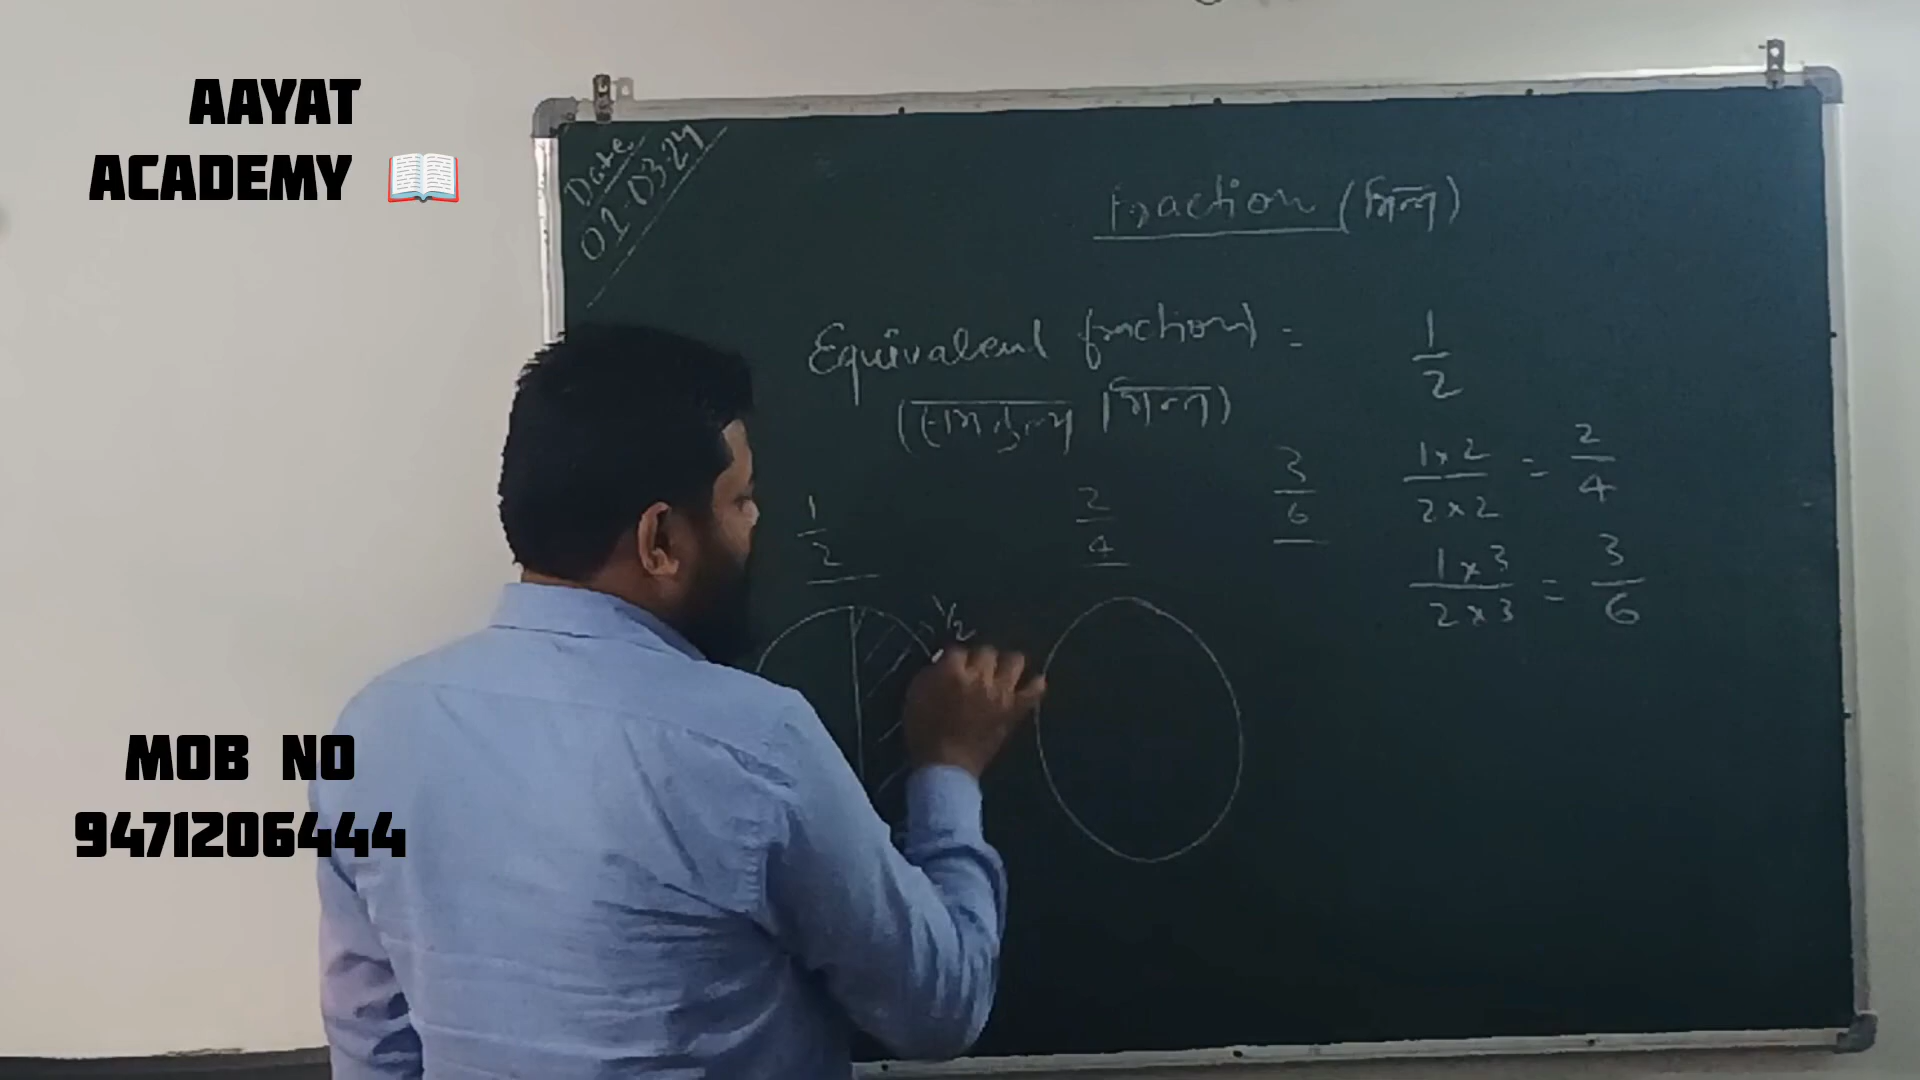 AAYAT
ACADEMY
Date
01.03.24
Fraction (भिन्न)
Equivalent fraction =
(समतुल्य भिन्न)
1/2
1/2
2/4
3/6
1×2/2×2 = 2/4
1×3/2×3 = 3/6
1/2
MOB NO
9471206444